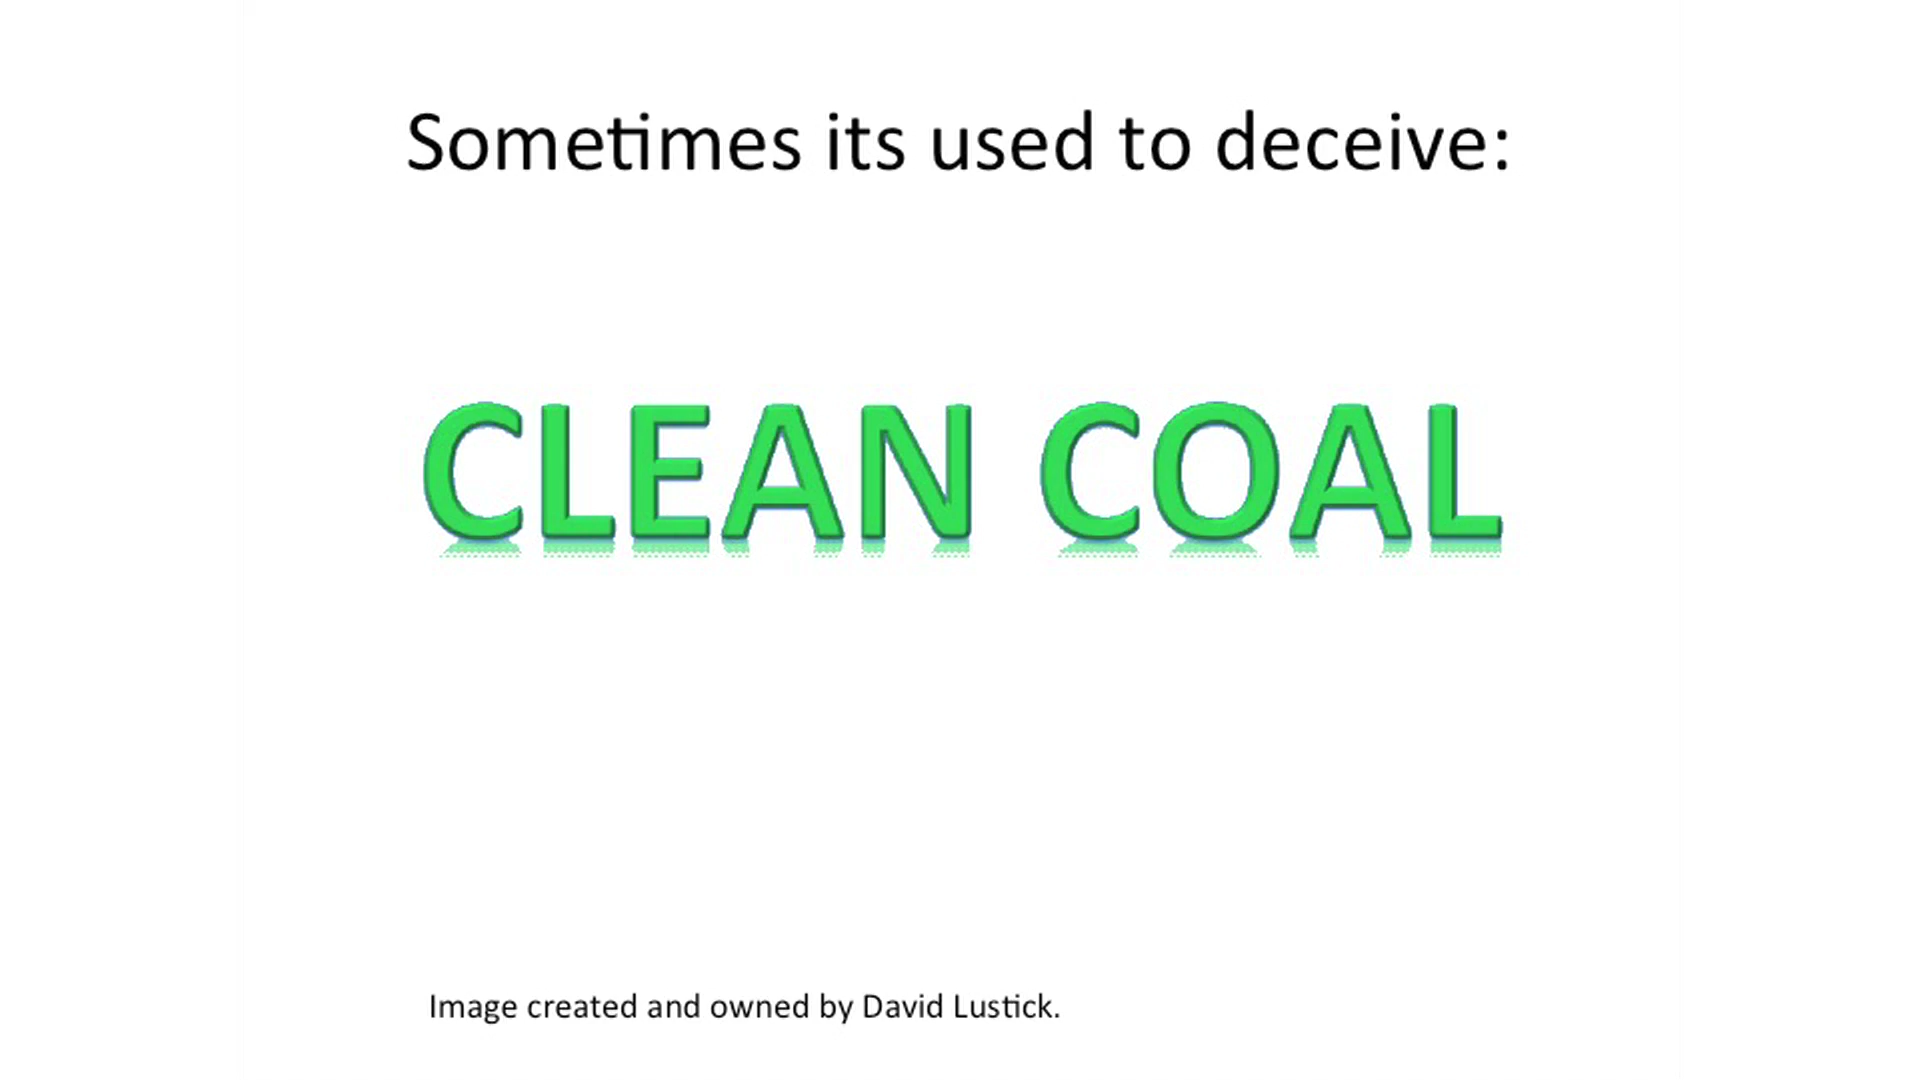 Sometimes its used to deceive:
CLEAN COAL
Image created and owned by David Lustick.